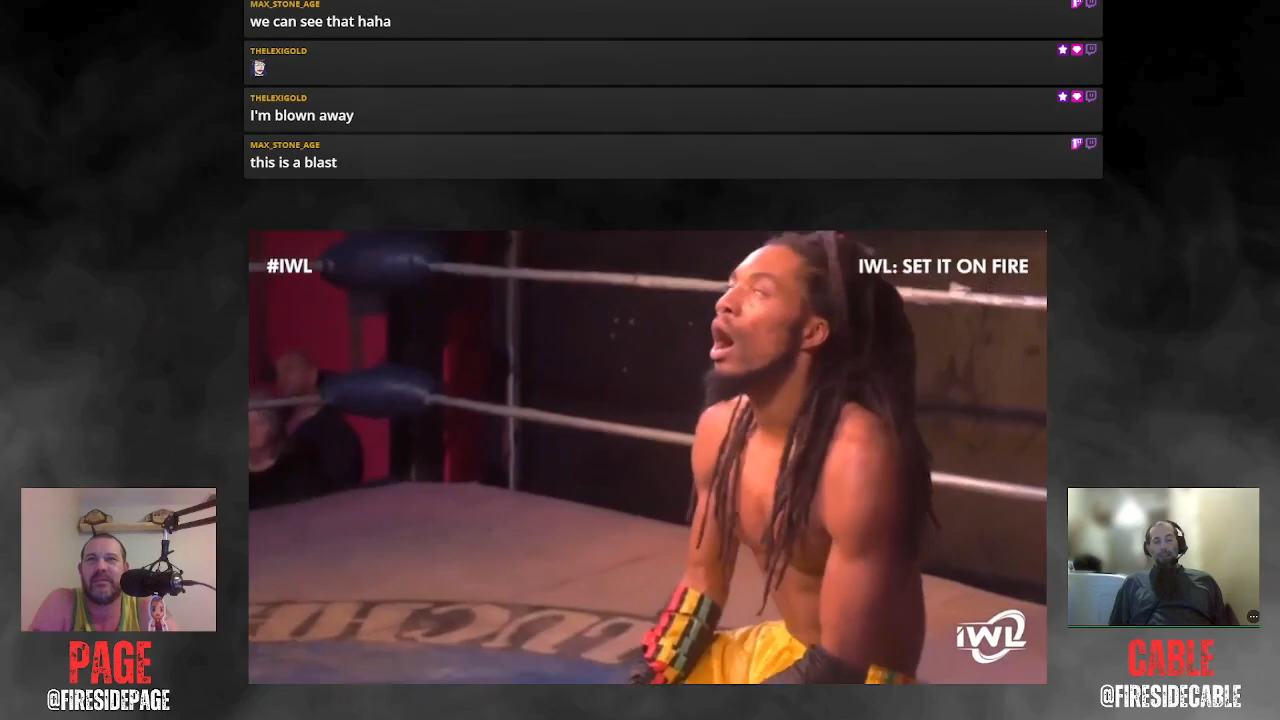 MAX_STONE_AGE
we can see that haha
THELEXIGOLD
THELEXIGOLD
I'm blown away
MAX_STONE_AGE
this is a blast
#IWL
IWL: SET IT ON FIRE
IWL
PAGE
@FIRESIDEPAGE
CABLE
@FIRESIDECABLE